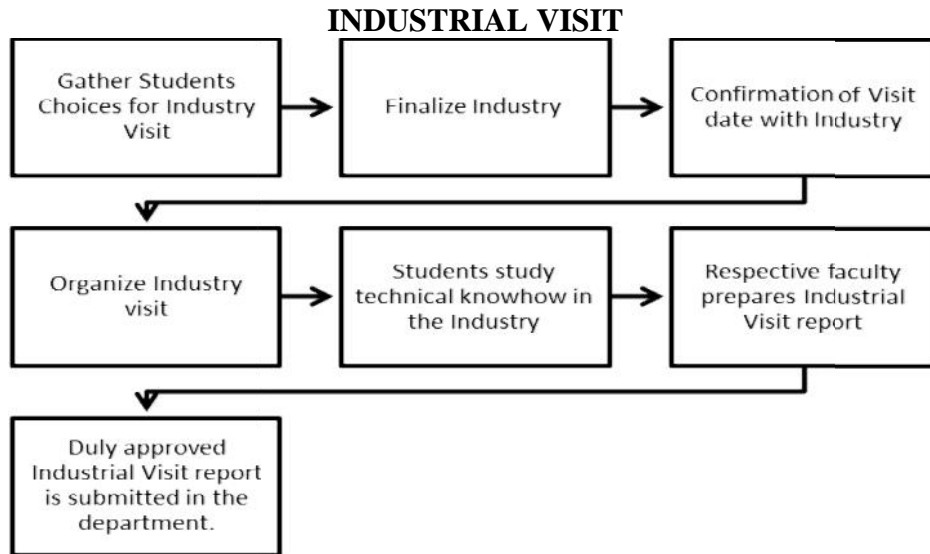 INDUSTRIAL VISIT
Gather Students
Choices for Industry
Visit
Finalize Industry
Confirmation of Visit
date with Industry
Organize Industry
visit
Students study
technical knowhow in
the Industry
Respective faculty
prepares Industrial
Visit report
Duly approved
Industrial Visit report
is submitted in the
department.